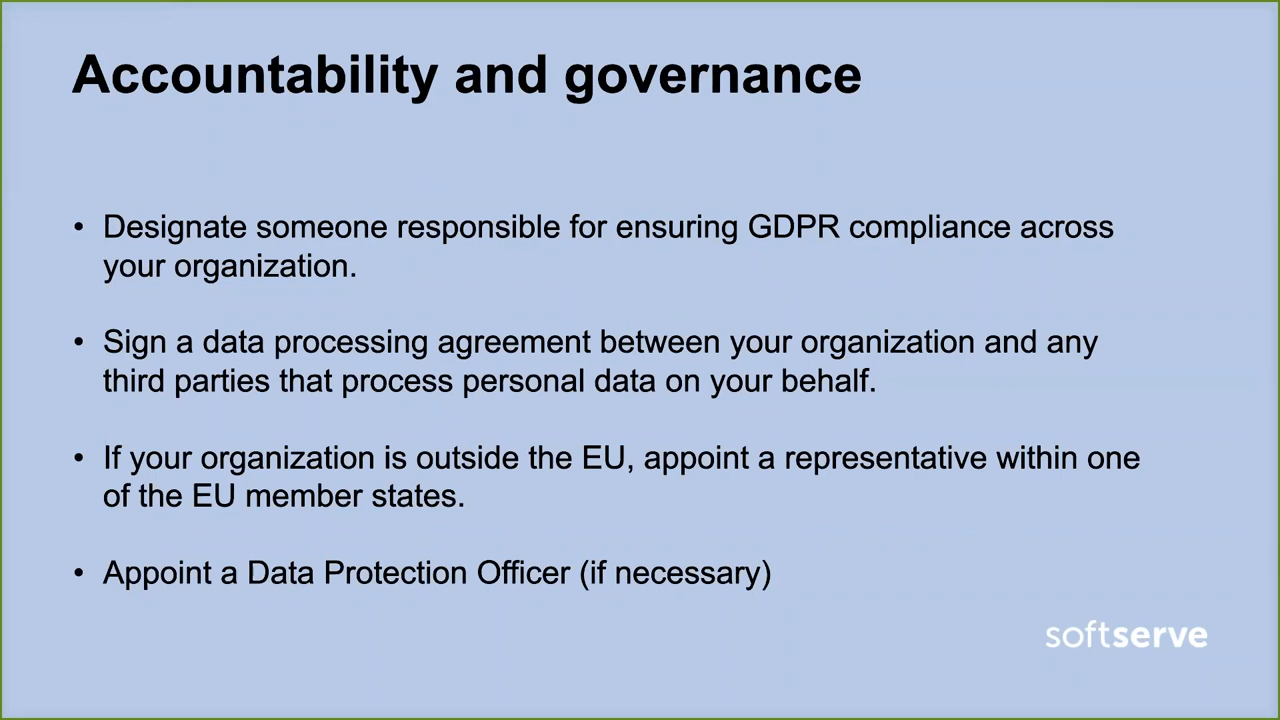 Accountability and governance
• Designate someone responsible for ensuring GDPR compliance across
your organization.
• Sign a data processing agreement between your organization and any
third parties that process personal data on your behalf.
• If your organization is outside the EU, appoint a representative within one
of the EU member states.
• Appoint a Data Protection Officer (if necessary)
softserve